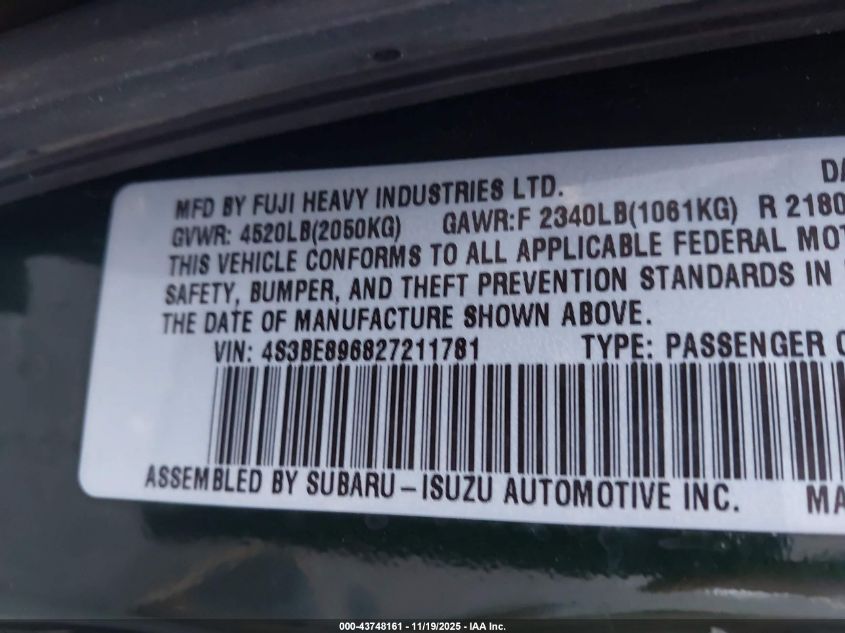 DA
MFD BY FUJI HEAVY INDUSTRIES LTD.
GVWR: 4520LB(2050KG) GAWR:F 2340LB(1061KG) R 2180
THIS VEHICLE CONFORMS TO ALL APPLICABLE FEDERAL MOT
SAFETY, BUMPER, AND THEFT PREVENTION STANDARDS IN
THE DATE OF MANUFACTURE SHOWN ABOVE.
VIN: 4S3BE896827211781 TYPE: PASSENGER C
ASSEMBLED BY SUBARU-ISUZU AUTOMOTIVE INC. MA
000-43748161 - 11/19/2025 - IAA Inc.